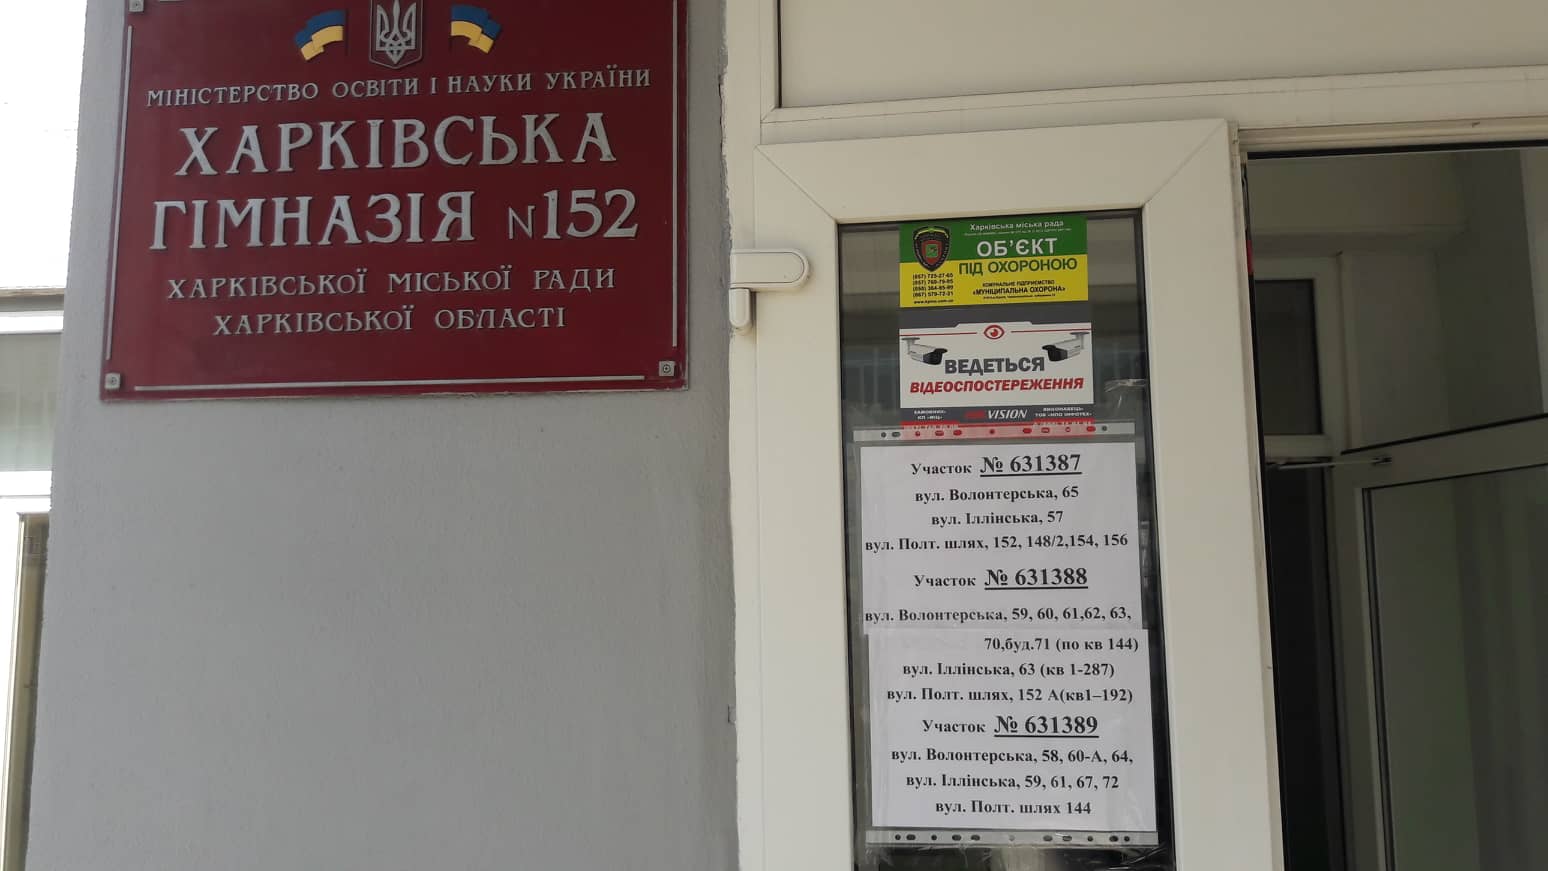 МІНІСТЕРСТВО ОСВІТИ І НАУКИ УКРАЇНИ
ХАРКІВСЬКА
ГІМНАЗІЯ N152
ХАРКІВСЬКОЇ МІСЬКОЇ РАДИ
ХАРКІВСЬКОЇ ОБЛАСТІ
Харківська міська рада
ОБ'ЄКТ
ПІД ОХОРОНОЮ
КОМУНАЛЬНЕ ПІДПРИЄМСТВО
«МУНІЦИПАЛЬНА ОХОРОНА»
ВЕДЕТЬСЯ
ВІДЕОСПОСТЕРЕЖЕННЯ
HIKVISION
Участок № 631387
вул. Волонтерська, 65
вул. Іллінська, 57
вул. Полт. шлях, 152, 148/2,154, 156
Участок № 631388
вул. Волонтерська, 59, 60, 61,62, 63,
70,буд.71 (по кв 144)
вул. Іллінська, 63 (кв 1-287)
вул. Полт. шлях, 152 А(кв1–192)
Участок № 631389
вул. Волонтерська, 58, 60-А, 64,
вул. Іллінська, 59, 61, 67, 72
вул. Полт. шлях 144